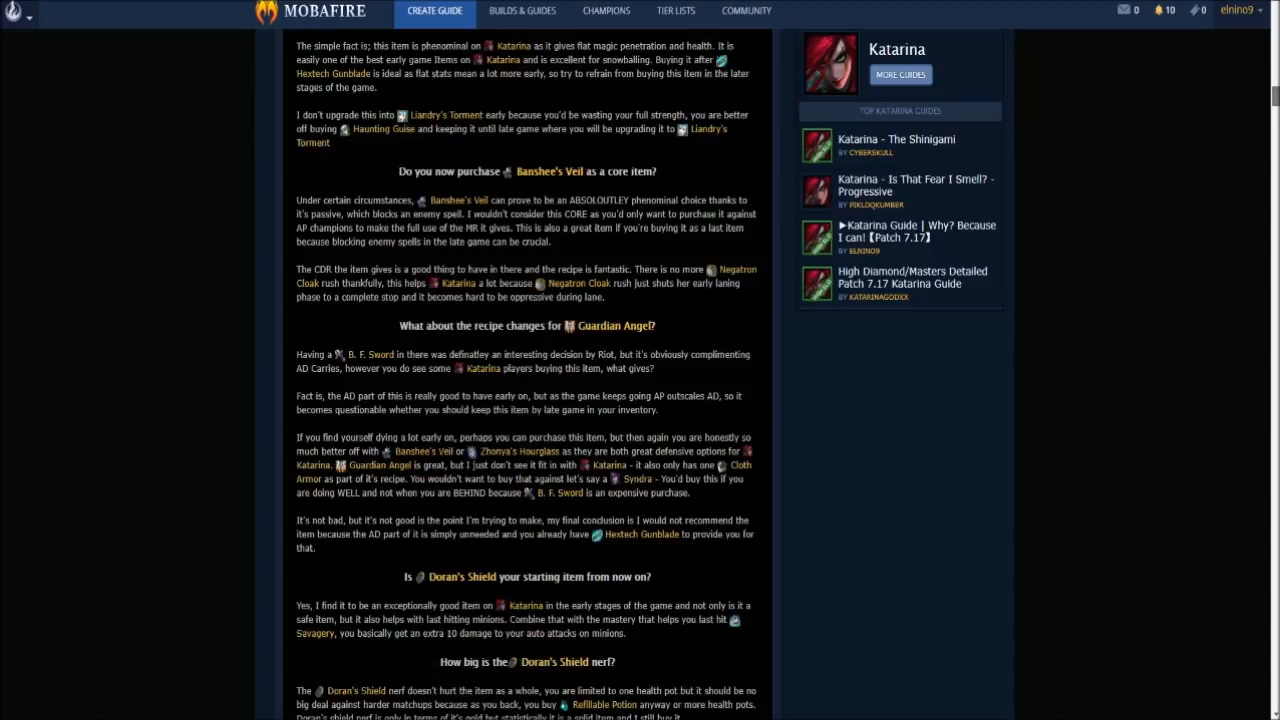 MOBAFIRE
CREATE GUIDE
BUILDS & GUIDES
CHAMPIONS
TIER LISTS
COMMUNITY
0
10
0
elnino9
The simple fact is; this item is phenominal on Katarina as it gives flat magic penetration and health. It is
easily one of the best early game Items on Katarina and is excellent for snowballing. Buying it after
Hextech Gunblade is ideal as flat stats mean a lot more early, so try to refrain from buying this item in the later
stages of the game.
I don't upgrade this into Liandry's Torment early because you'd be wasting your full strength, you are better
off buying Haunting Guise and keeping it until late game where you will be upgrading it to Liandry's
Torment
Do you now purchase Banshee's Veil as a core item?
Under certain circumstances, Banshee's Veil can prove to be an ABSOLOUTLEY phenominal choice thanks to
it's passive, which blocks an enemy spell. I wouldn't consider this CORE as you'd only want to purchase it against
AP champions to make the full use of the MR it gives. This is also a great item if you're buying it as a last item
because blocking enemy spells in the late game can be crucial.
The CDR the item gives is a good thing to have in there and the recipe is fantastic. There is no more Negatron
Cloak rush thankfully, this helps Katarina a lot because Negatron Cloak rush just shuts her early laning
phase to a complete stop and it becomes hard to be oppressive during lane.
What about the recipe changes for Guardian Angel?
Having a B. F. Sword in there was definatley an interesting decision by Riot, but it's obviously complimenting
AD Carries, however you do see some Katarina players buying this item, what gives?
Fact is, the AD part of this is really good to have early on, but as the game keeps going AP outscales AD, so it
becomes questionable whether you should keep this item by late game in your inventory.
If you find yourself dying a lot early on, perhaps you can purchase this item, but then again you are honestly so
much better off with Banshee's Veil or Zhonya's Hourglass as they are both great defensive options for
Katarina. Guardian Angel is great, but I just don't see it fit in with Katarina - it also only has one Cloth
Armor as part of it's recipe. You wouldn't want to buy that against let's say a Syndra - You'd buy this if you
are doing WELL and not when you are BEHIND because B. F. Sword is an expensive purchase.
It's not bad, but it's not good is the point I'm trying to make, my final conclusion is I would not recommend the
item because the AD part of it is simply unneeded and you already have Hextech Gunblade to provide you for
that.
Is Doran's Shield your starting item from now on?
Yes, I find it to be an exceptionally good item on Katarina in the early stages of the game and not only is it a
safe item, but it also helps with last hitting minions. Combine that with the mastery that helps you last hit
Savagery, you basically get an extra 10 damage to your auto attacks on minions.
How big is the Doran's Shield nerf?
The Doran's Shield nerf doesn't hurt the item as a whole, you are limited to one health pot but it should be no
big deal against harder matchups because as you back, you buy Refillable Potion anyway or more health pots.
Doran's shield nerf is only in terms of it's gold but statistically it is a solid item and I still buy it
Katarina
MORE GUIDES
TOP KATARINA GUIDES
Katarina - The Shinigami
BY CYBERSKULL
Katarina - Is That Fear I Smell? -
Progressive
BY PIKLDQKUMBER
►Katarina Guide | Why? Because
I can!【Patch 7.17】
BY ELNINO9
High Diamond/Masters Detailed
Patch 7.17 Katarina Guide
BY KATARINAGODXX